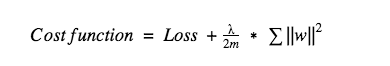 Cost function = Loss + λ/2m * ∑ ||w||²